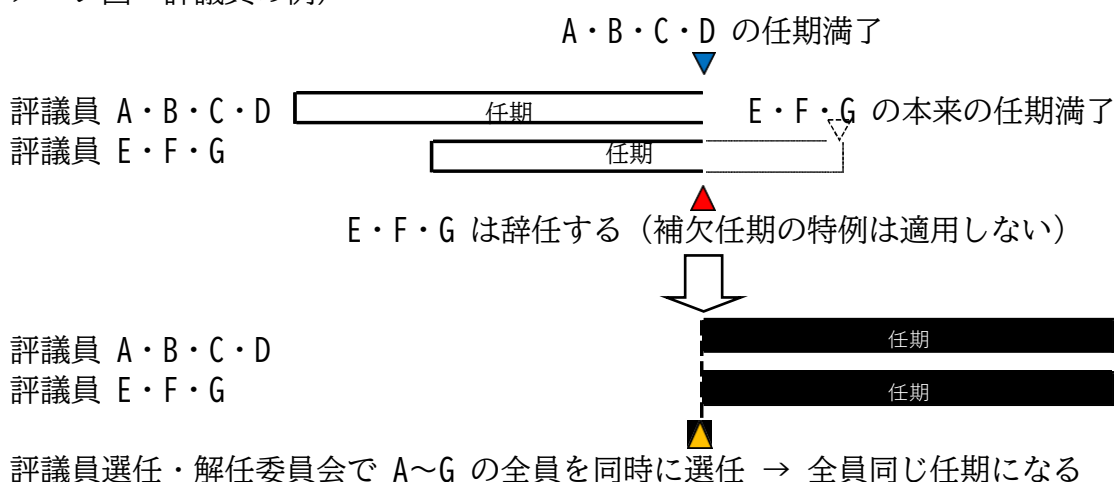 A・B・C・D の任期満了
評議員 A・B・C・D
任期
E・F・G の本来の任期満了
評議員 E・F・G
任期
E・F・G は辞任する（補欠任期の特例は適用しない）
評議員 A・B・C・D
任期
評議員 E・F・G
任期
評議員選任・解任委員会で A～G の全員を同時に選任 → 全員同じ任期になる